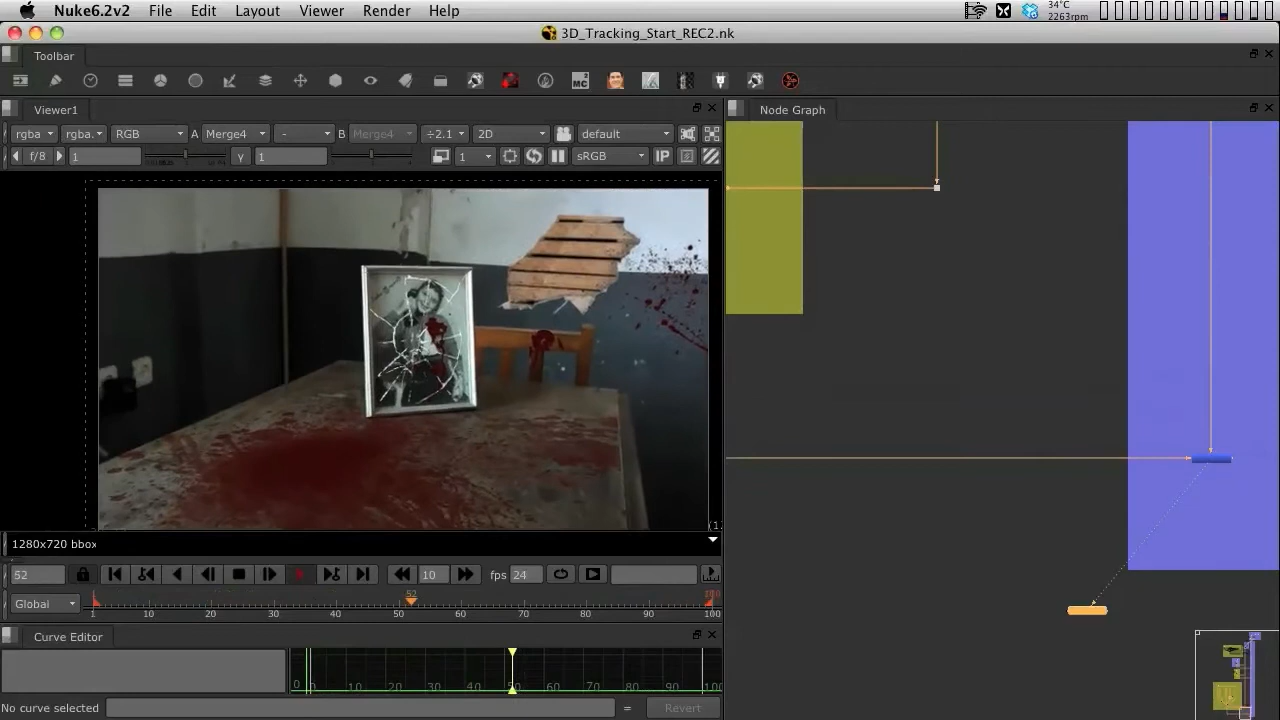 Nuke6.2v2 File Edit Layout Viewer Render Help 34°C
2263rpm
3D_Tracking_Start_REC2.nk
Toolbar
MC2
Viewer1
rgba rgba. RGB A Merge4 - B Merge4 ÷2.1 2D default
f/8 1 γ 1 1 sRGB IP
1280x720 bbox
52 10 fps 24
Global
52
1 10 20 30 40 50 60 70 80 90 100
Curve Editor
0 10 20 30 40 50 60 70 80 90 100
No curve selected = Revert
Node Graph